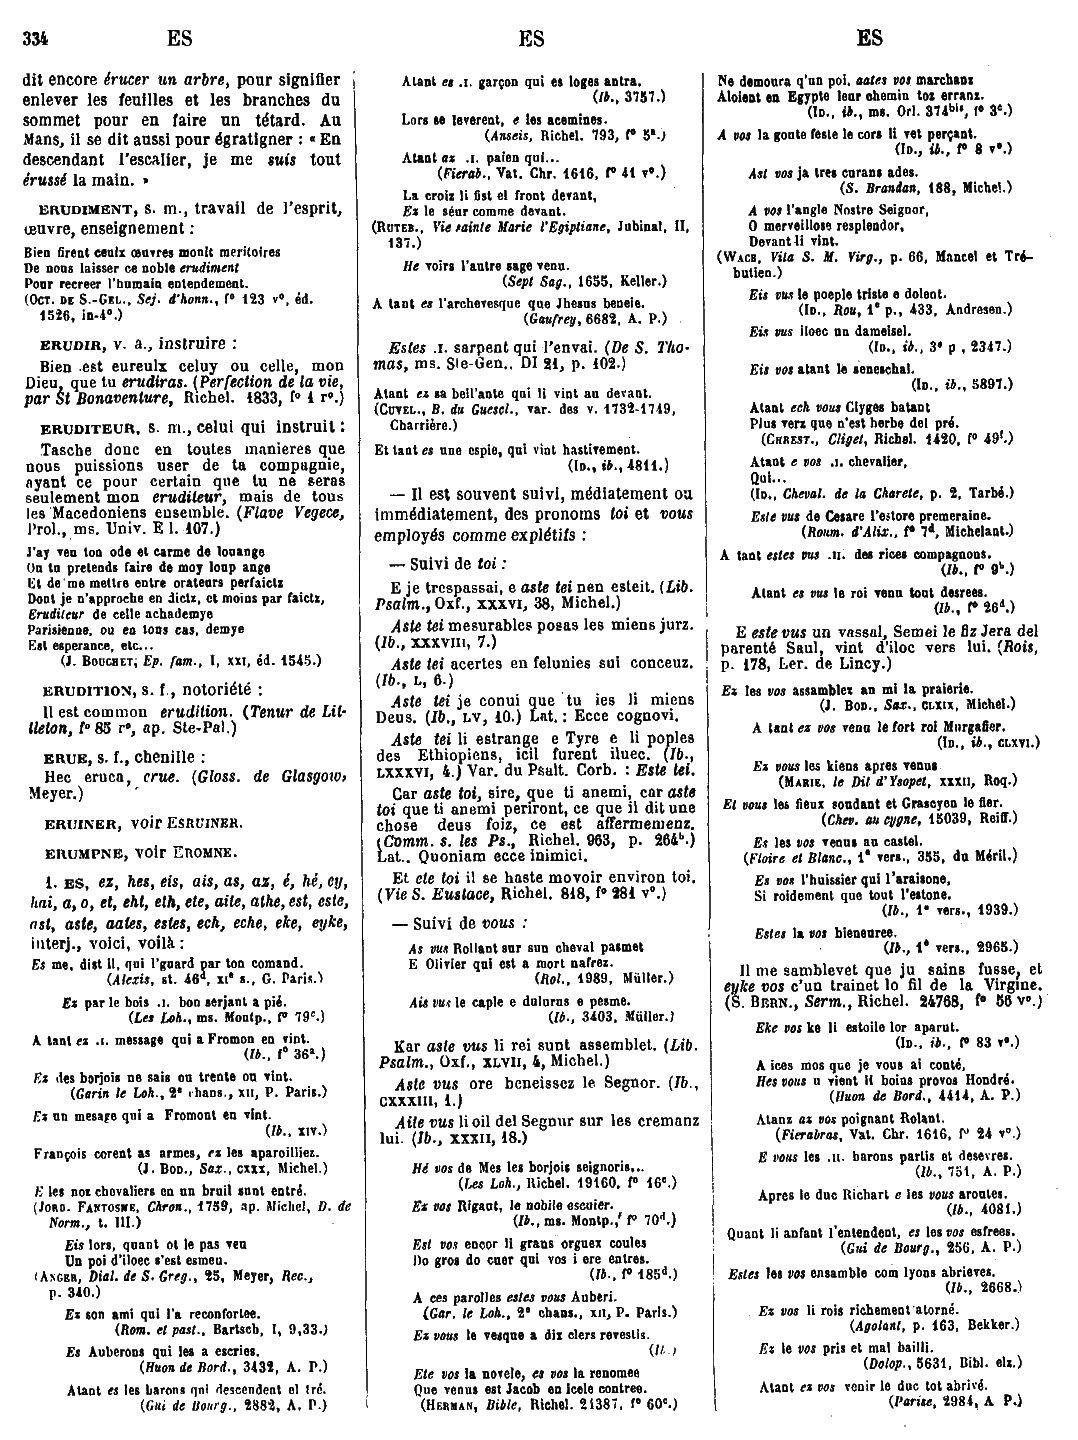 334 ES ES ES
dit encore érucer un arbre, pour signifier
enlever les feuilles et les branches du
sommet pour en faire un tétard. Au
Mans, il se dit aussi pour égratigner : « En
descendant l'escalier, je me suis tout
érussé la main. »
ERUDIMENT, s. m., travail de l'esprit,
œuvre, enseignement :
Bien firent ceulx œuvres monlt meritoires
De nous laisser ce noble erudiment
Pour recreer l'humain entendement.
(OCT. DE S.-GEL., Sej. d'honn., f° 123 v°, éd.
1526, in-4°.)
ERUDIR, v. a., instruire :
Bien est eureulx celuy ou celle, mon
Dieu, que tu erudiras. (Perfection de la vie,
par St Bonaventure, Richel. 1833, f° 1 r°.)
ERUDITEUR, s. m., celui qui instruit :
Tasche donc en toutes manieres que
nous puissions user de ta compagnie,
ayant ce pour certain que tu ne seras
seulement mon eruditeur, mais de tous
les Macedoniens ensemble. (Flave Vegece,
Prol., ms. Univ. E I. 107.)
J'ay veu ton ode et carme de louange
Ou tu pretends faire de moy loup ange
Et de me mettre entre orateurs perfaictz
Dont je n'approche en dictz, et moins par faictz,
Eruditeur de celle achademye
Parisienne, ou en tous cas, demye
Est esperance, etc...
(J. BOUCHET, Ep. fam., I, XXI, éd. 1545.)
ERUDITION, s. f., notoriété :
Il est common erudition. (Tenur de Lit-
tleton, f° 85 r°, ap. Ste-Pal.)
ERUE, s. f., chenille :
Hec eruca, erue. (Gloss. de Glasgow,
Meyer.)
ERUINER, voir ESRUINER.
ERUMPNE, voir EROMNE.
1. ES, ez, hes, eis, ais, as, az, é, hé, ey,
hai, a, o, et, eht, eth, ete, aite, athe, est, este,
ast, aste, aates, estes, ech, eche, eke, eyke,
interj., voici, voilà :
Es me, dist il, qui l'guard par ton comand.
(Alexis, st. 46d, XIe s., G. Paris.)
Ez par le bois .I. bon serjant a pié.
(Les Loh., ms. Montp., f° 79c.)
A tant ez .I. message qui a Fromon en vint.
(Ib., f° 36a.)
Ez des borjois ne sais ou trente ou vint.
(Garin le Loh., 2e chans., XII, P. Paris.)
Ez un mesage qui a Fromont en vint.
(Ib., XIV.)
François corent as armes, ez les aparoilliez.
(J. BOD., Sax., CXXX, Michel.)
E les noz chevaliers en un bruil sunt entré.
(JORD. FANTOSME, Chron., 1759, ap. Michel, D. de
Norm., t. III.)
Eis lors, quant ot le pas veu
Un poi d'iloec s'est esmeu.
(ANGER, Dial. de S. Greg., 25, Meyer, Rec.,
p. 340.)
Ez son ami qui l'a reconfortee.
(Rom. et past., Bartsch, I, 9,33.)
Es Auberons qui les a escries.
(Huon de Bord., 3432, A. P.)
Atant es les barons qui descendent el tré.
(Gui de Bourg., 2882, A. P.)
Atant es .I. garçon qui es loges antra.
(Ib., 3757.)
Lors se leverent, e les acemines.
(Anseis, Richel. 793, f° 5a.)
Atant az .I. paien qui...
(Fierab., Vat. Chr. 1616, f° 41 v°.)
La croiz li fist el front devant,
Ez le séur comme devant.
(RUTEB., Vie sainte Marie l'Egiptiane, Jubinal, II,
137.)
He voirs l'autre sage venu.
(Sept Sag., 1655, Keller.)
A tant es l'archevesque que Jhesus beneie.
(Gaufrey, 6682, A. P.)
Estes .I. sarpent qui l'envai. (De S. Tho-
mas, ms. Ste-Gen., DI 21, p. 102.)
Atant ez sa bell'ante qui li vint au devant.
(CUVEL., B. du Guescl., var. des v. 1732-1749,
Charrière.)
Et tant es une espie, qui vint hastivement.
(ID., ib., 4811.)
— Il est souvent suivi, médiatement ou
immédiatement, des pronoms toi et vous
employés comme explétifs :
— Suivi de toi :
E je trespassai, e aste tei nen esteit. (Lib.
Psalm., Oxf., XXXVI, 38, Michel.)
Aste tei mesurables posas les miens jurz.
(Ib., XXXVIII, 7.)
Aste tei acertes en felunies sui conceuz.
(Ib., L, 6.)
Aste tei je conui que tu ies li miens
Deus. (Ib., LV, 10.) Lat. : Ecce cognovi.
Aste tei li estrange e Tyre e li poples
des Ethiopiens, icil furent iluec. (Ib.,
LXXXVI, 4.) Var. du Psalt. Corb. : Este tei.
Car aste toi, sire, que ti anemi, car aste
toi que ti anemi periront, ce que il dit une
chose deus foiz, ce est affermemenz.
(Comm. s. les Ps., Richel. 963, p. 264b.)
Lat.. Quoniam ecce inimici.
Et ete toi il se haste movoir environ toi.
(Vie S. Eustace, Richel. 818, f° 281 v°.)
— Suivi de vous :
As vus Rollant sur sun cheval pasmet
E Olivier qui est a mort nafrez.
(Rol., 1989, Müller.)
Ais vus le caple e dulurus e pesme.
(Ib., 3403, Müller.)
Kar aste vus li rei sunt assemblet. (Lib.
Psalm., Oxf., XLVII, 4, Michel.)
Aste vus ore beneissez le Segnor. (Ib.,
CXXXIII, 1.)
Aite vus li oil del Segnur sur les cremanz
lui. (Ib., XXXII, 18.)
Hé vos de Mes les borjois seignoris...
(Les Loh., Richel. 19160, f° 16c.)
Ez vos Rigaut, le nobile escuier.
(Ib., ms. Montp., f° 70d.)
Est vos encor li grans orguex coules
Do gros do cuer qui vos i ere entres.
(Ib., f° 185d.)
A ces parolles estes vous Auberi.
(Gar. le Loh., 2e chans., XII, P. Paris.)
Ez vous le vesque a dix clers revestis.
(Ib.)
Ete vos la novele, es vos la renomee
Que venus est Jacob en icele contree.
(HERMAN, Bible, Richel. 24387, f° 60c.)
Ne demoura q'un poi, aates vos marchanz
Aloient en Egypte leur chemin toz erranz.
(ID., ib., ms. Orl. 374bis, f° 3c.)
A vos la goute feste le cors li vet perçant.
(ID., ib., f° 8 v°.)
Ast vos ja tres curans ades.
(S. Brandan, 188, Michel.)
A vos l'angle Nostre Seignor,
O merveillose resplendor,
Devant li vint.
(WACE, Vita S. M. Virg., p. 66, Mancel et Tré-
butien.)
Eis vus le poeple triste e dolent.
(ID., Rou, 1e p., 433, Andresen.)
Eis vus iloec un dameisel.
(ID., ib., 3e p , 2347.)
Eis vos atant le seneschal.
(ID., ib., 5897.)
Atant ech vous Clyges batant
Plus verz que n'est herbe del pré.
(CHREST., Cliget, Richel. 1420, f° 49f.)
Atant e vos .I. chevalier,
Qui...
(ID., Cheval. de la Charete, p. 2, Tarbé.)
Este vus de Cesare l'estore premeraine.
(Roum. d'Alix., f° 7d, Michelant.)
A tant estes vus .II. des rices compagnons.
(Ib., f° 9b.)
Atant es vus le roi venu tout desrees.
(Ib., f° 26d.)
E este vus un vassal, Semei le fiz Jera del
parenté Saul, vint d'iloc vers lui. (Rois,
p. 178, Ler. de Lincy.)
Ez les vos assamblez an mi la praierie.
(J. BOD., Sax., CLXIX, Michel.)
A tant ez vos venu le fort roi Murgafier.
(ID., ib., CLXVI.)
Ez vous les kiens apres venus
(MARIE, le Dit d'Ysopet, XXXII, Roq.)
Et vous les fieux soudant et Grascyen le fier.
(Chev. au cygne, 15039, Reiff.)
Es les vos venus au castel.
(Floire et Blanc., 1e vers., 355, du Méril.)
Es vos l'huissier qui l'araisone,
Si roidement que tout l'estone.
(Ib., 1e vers., 1939.)
Estes la vos bieneuree.
(Ib., 1e vers., 2965.)
Il me samblevet que ju sains fusse, et
eyke vos c'un trainet lo fil de la Virgine.
(S. BERN., Serm., Richel. 24768, f° 56 v°.)
Eke vos ke li estoile lor aparut.
(ID., ib., f° 83 v°.)
A ices mos que je vous ai conté,
Hes vous u vient li boins provos Hondré.
(Huon de Bord., 4414, A. P.)
Atanz az vos poignant Rolant.
(Fierabras, Vat. Chr. 1616, f° 24 v°.)
E vous les .II. barons partis et desevres.
(Ib., 751, A. P.)
Apres le duc Richart e les vous aroutes.
(Ib., 4081.)
Quant li anfant l'entendent, es les vos esfrees.
(Gui de Bourg., 256, A. P.)
Estes les vos ensamble com lyons abrieves.
(Ib., 2668.)
Ez vos li rois richement atorné.
(Agolant, p. 163, Bekker.)
Ez le vos pris et mal bailli.
(Dolop., 5631, Bibl. elz.)
Atant ez vos venir le duc tot abrivé.
(Parise, 2984, A P.)